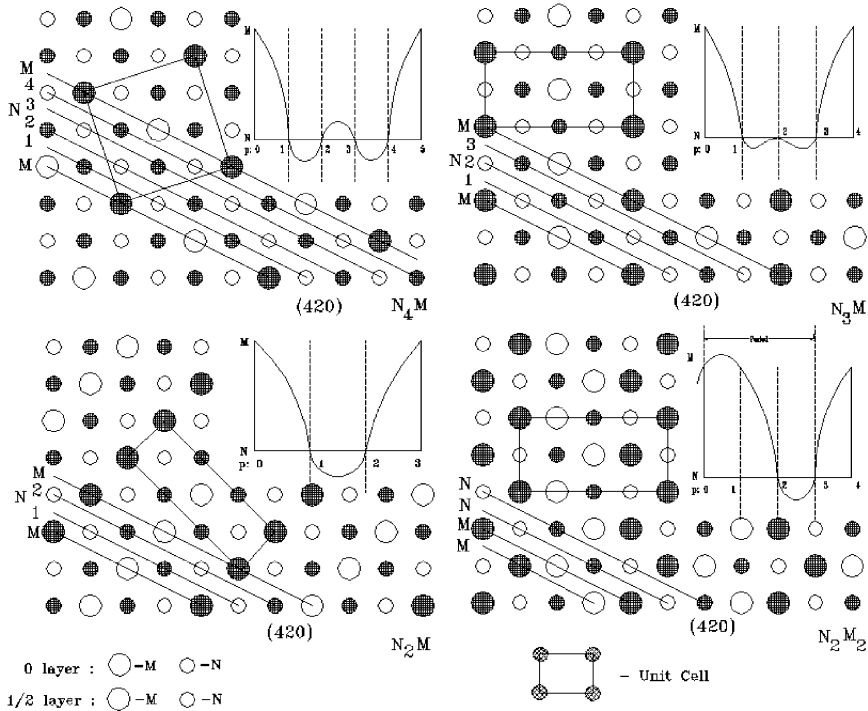 M
M
4
N 3
2
1
M
N
p: 0 1 2 3 4 5
(420)
N4M
M
M
3
N 2
1
M
N
p: 0 1 2 3 4
(420)
N3M
M
M
N 2
1
M
N
p: 0 1 2 3
(420)
N2M
Period
M
N
N
M
M
N
p: 0 1 2 3 4
(420)
N2M2
0 layer : -M -N
1/2 layer : -M -N
- Unit Cell